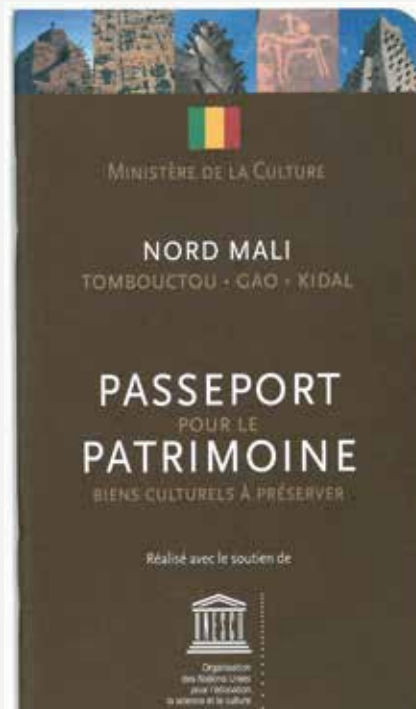 MINISTÈRE DE LA CULTURE
NORD MALI
TOMBOUCTOU • GAO • KIDAL
PASSEPORT
POUR LE
PATRIMOINE
BIENS CULTURELS À PRÉSERVER
Réalisé avec le soutien de
UNESCO
Organisation
des Nations Unies
pour l'éducation
la science et la culture